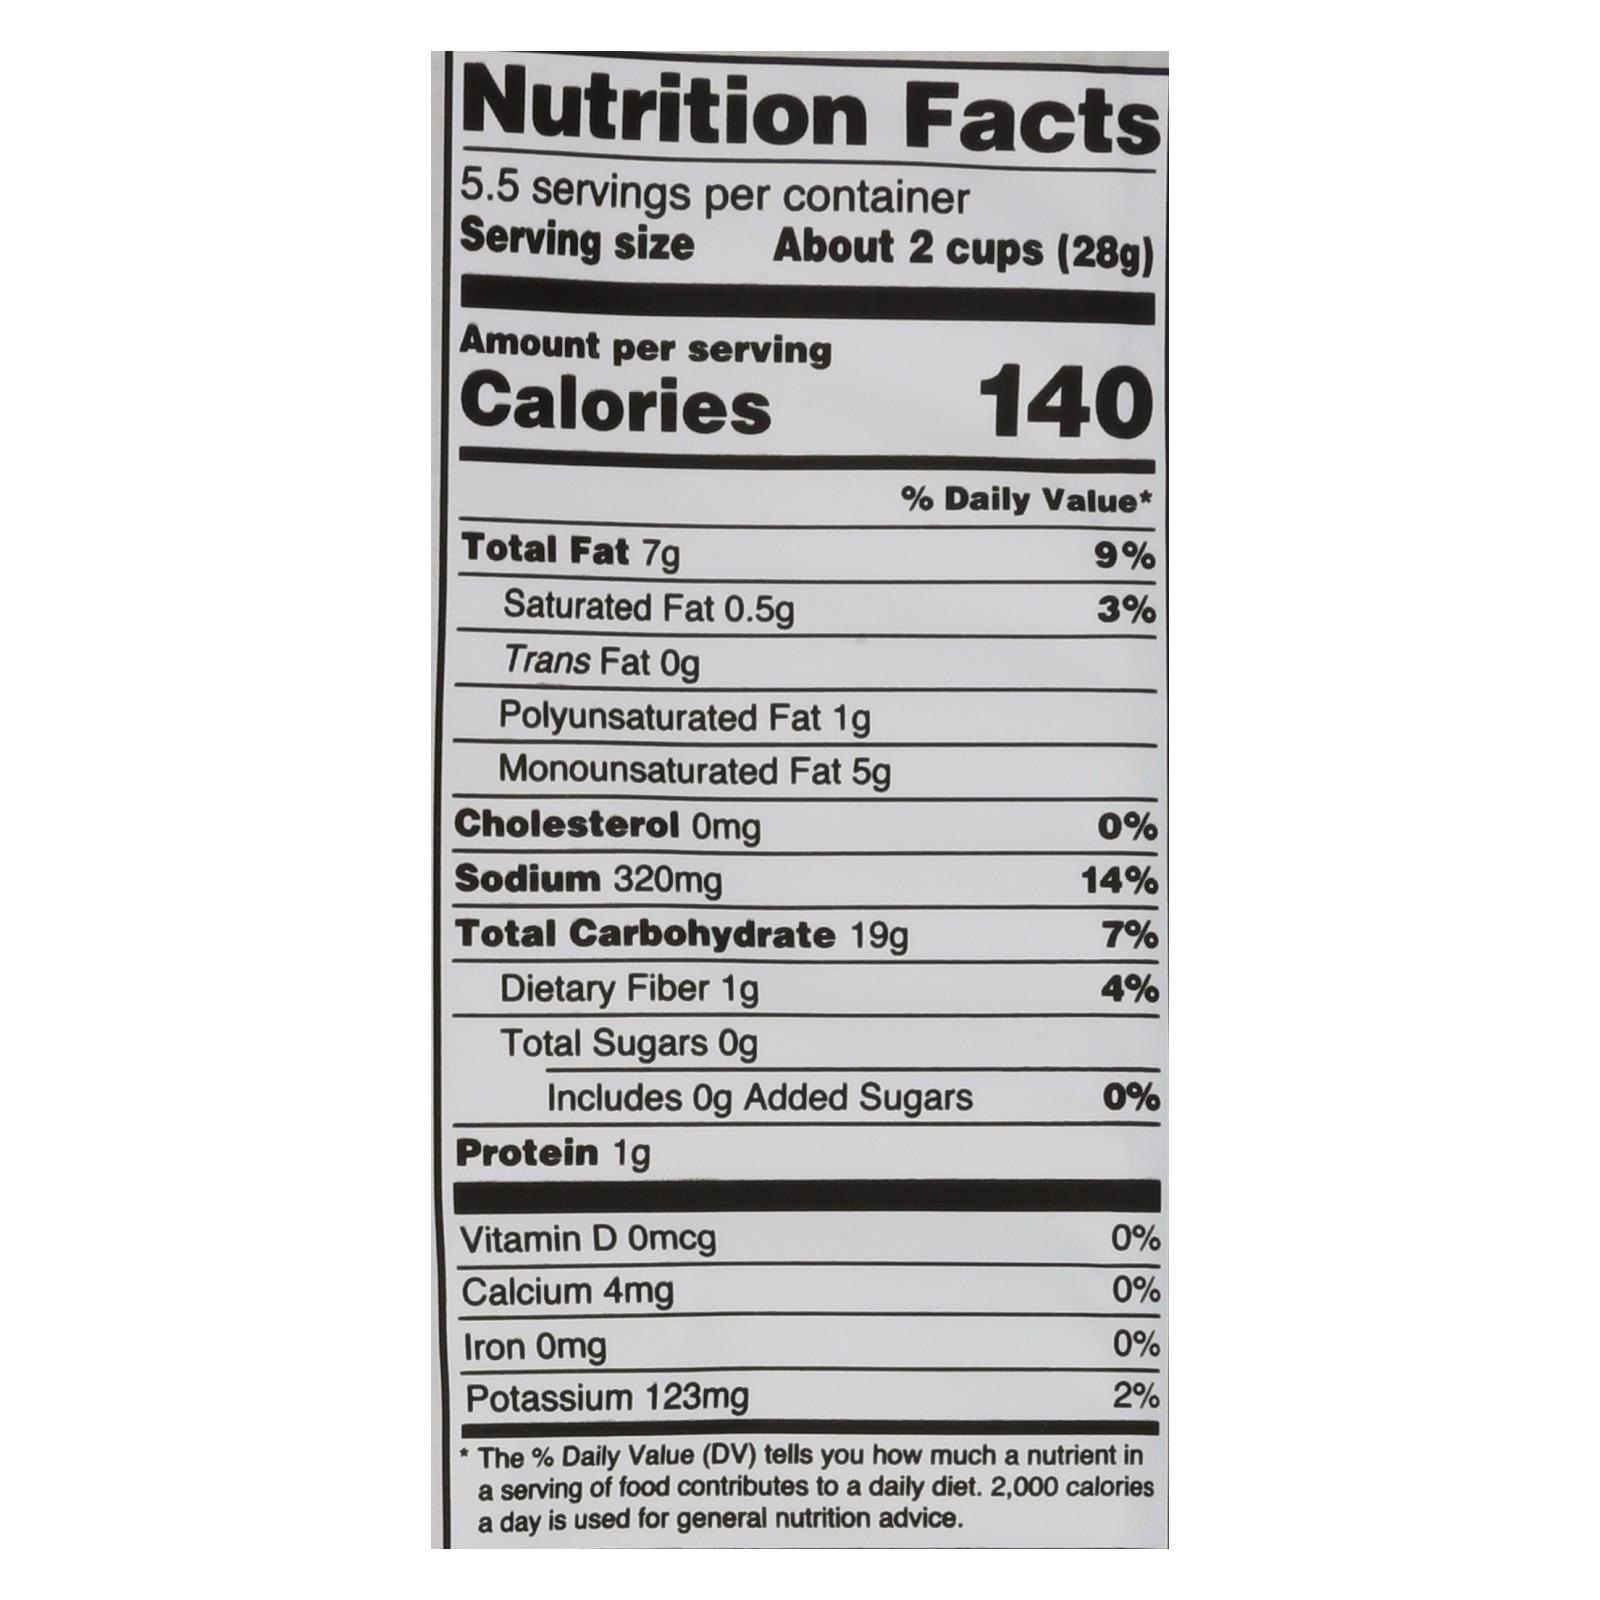 Nutrition Facts
5.5 servings per container
Serving size About 2 cups (28g)
Amount per serving
Calories 140
% Daily Value*
Total Fat 7g 9%
Saturated Fat 0.5g 3%
Trans Fat 0g
Polyunsaturated Fat 1g
Monounsaturated Fat 5g
Cholesterol 0mg 0%
Sodium 320mg 14%
Total Carbohydrate 19g 7%
Dietary Fiber 1g 4%
Total Sugars 0g
Includes 0g Added Sugars 0%
Protein 1g
Vitamin D 0mcg 0%
Calcium 4mg 0%
Iron 0mg 0%
Potassium 123mg 2%
* The % Daily Value (DV) tells you how much a nutrient in
a serving of food contributes to a daily diet. 2,000 calories
a day is used for general nutrition advice.